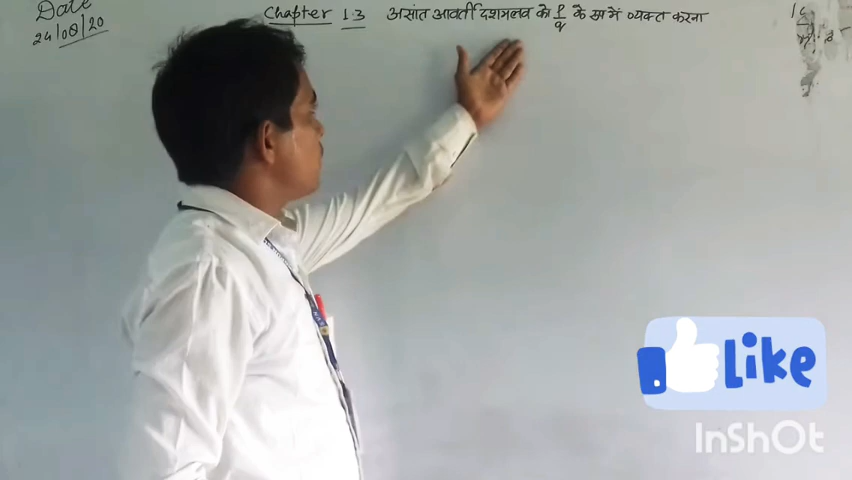 Date
24/08/20
Chapter 1.3 असांत आवर्ती दशमलव को p/q के रूप में व्यक्त करना
Like
InShOt